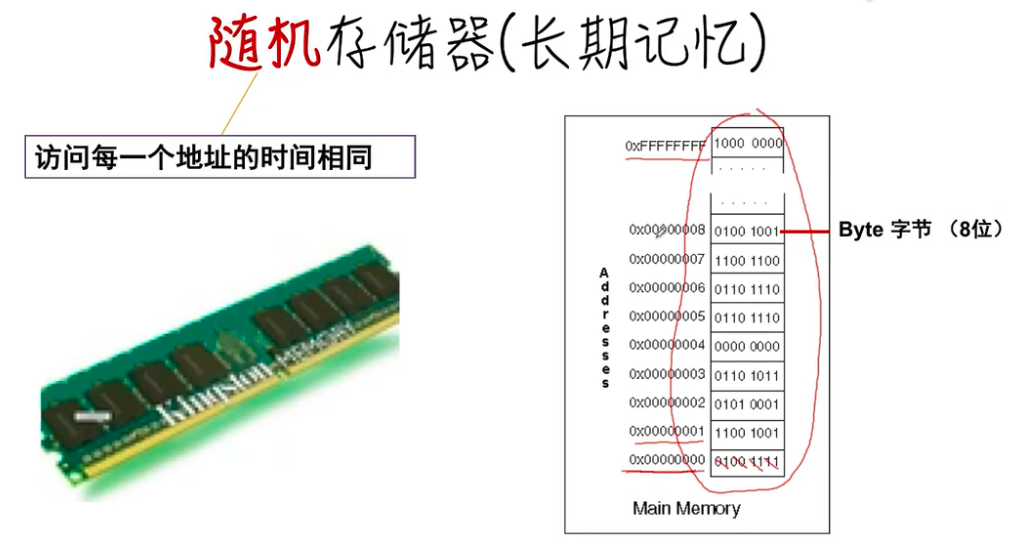 随机存储器(长期记忆)
访问每一个地址的时间相同
Kingston MEMORY
0xFFFFFFFF 1000 0000
. . . . .
. . . . .
0x00000008 0100 1001
Byte 字节 （8位）
0x00000007 1100 1100
0x00000006 0110 1110
0x00000005 0110 1110
0x00000004 0000 0000
0x00000003 0110 1011
0x00000002 0101 0001
0x00000001 1100 1001
0x00000000 0100 1111
Addresses
Main Memory